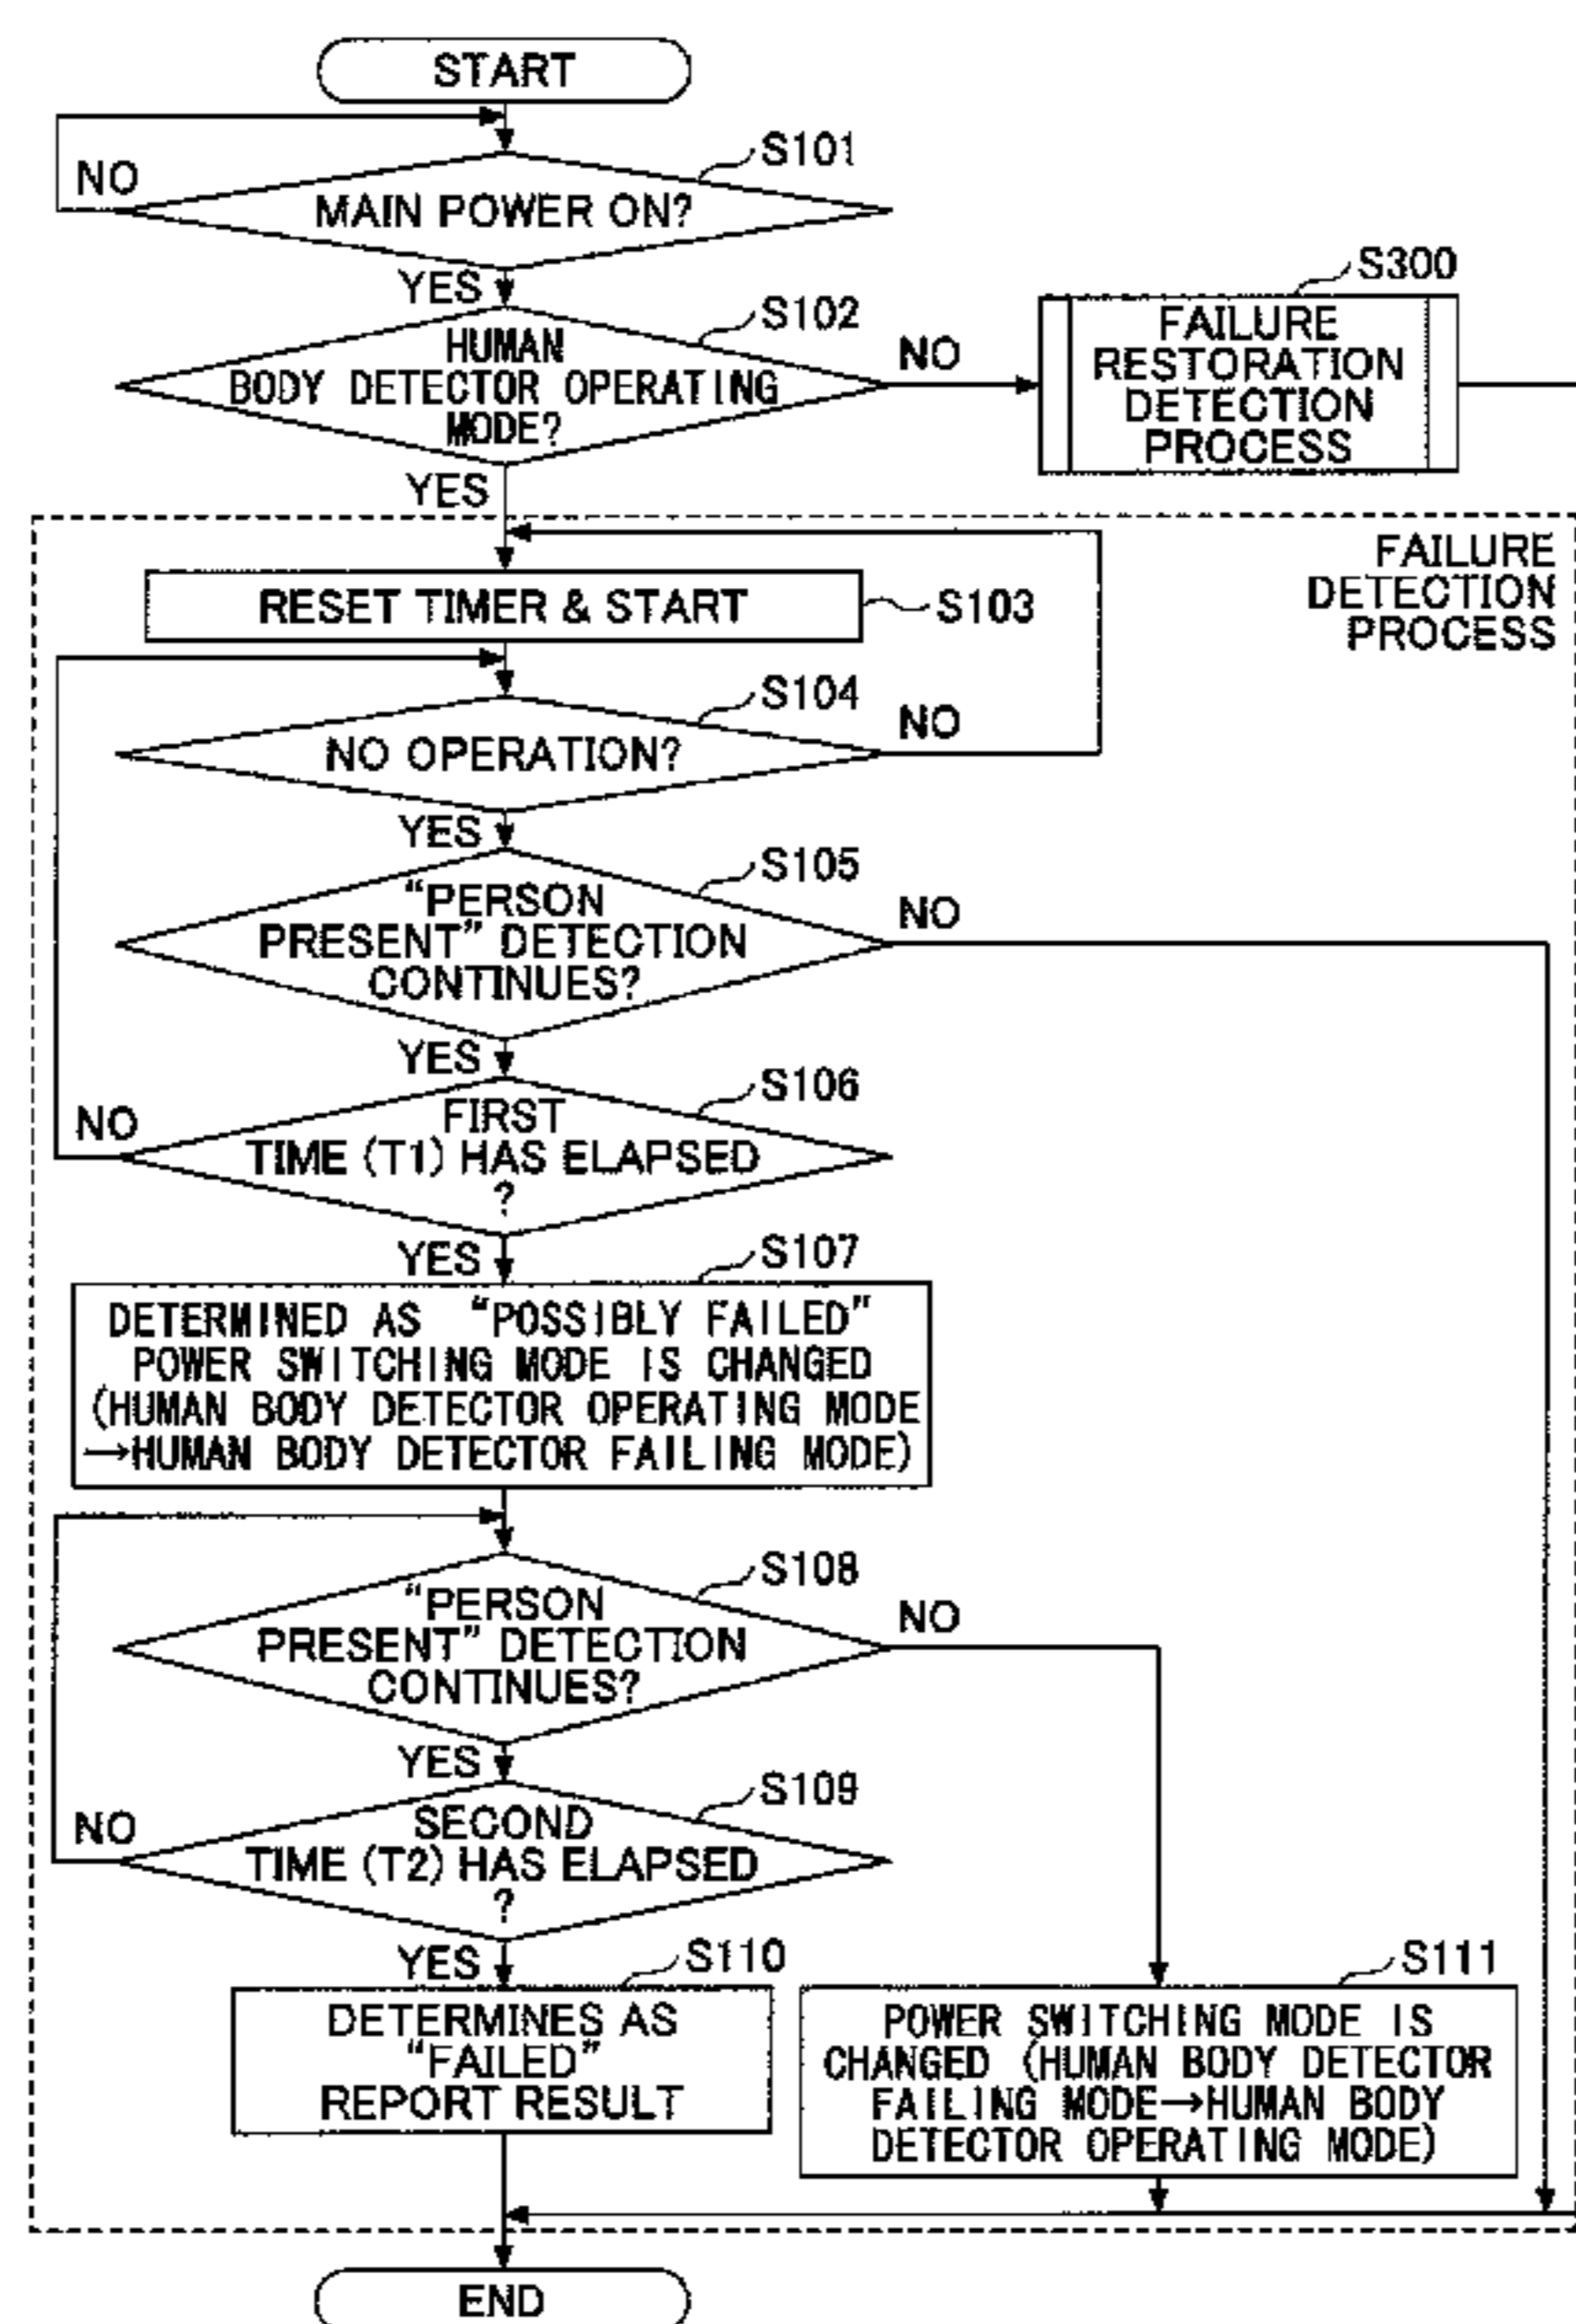 START
S101
NO
MAIN POWER ON?
YES
S102
HUMAN
BODY DETECTOR OPERATING
MODE?
NO
S300
FAILURE
RESTORATION
DETECTION
PROCESS
YES
FAILURE
DETECTION
PROCESS
RESET TIMER & START
S103
S104
NO OPERATION?
NO
YES
S105
“PERSON
PRESENT” DETECTION
CONTINUES?
NO
YES
S106
NO
FIRST
TIME (T1) HAS ELAPSED
?
YES
S107
DETERMINED AS “POSSIBLY FAILED”
POWER SWITCHING MODE IS CHANGED
(HUMAN BODY DETECTOR OPERATING MODE
→HUMAN BODY DETECTOR FAILING MODE)
S108
“PERSON
PRESENT” DETECTION
CONTINUES?
NO
YES
S109
NO
SECOND
TIME (T2) HAS ELAPSED
?
YES
S110
DETERMINES AS
“FAILED”
REPORT RESULT
S111
POWER SWITCHING MODE IS
CHANGED (HUMAN BODY DETECTOR
FAILING MODE→HUMAN BODY
DETECTOR OPERATING MODE)
END